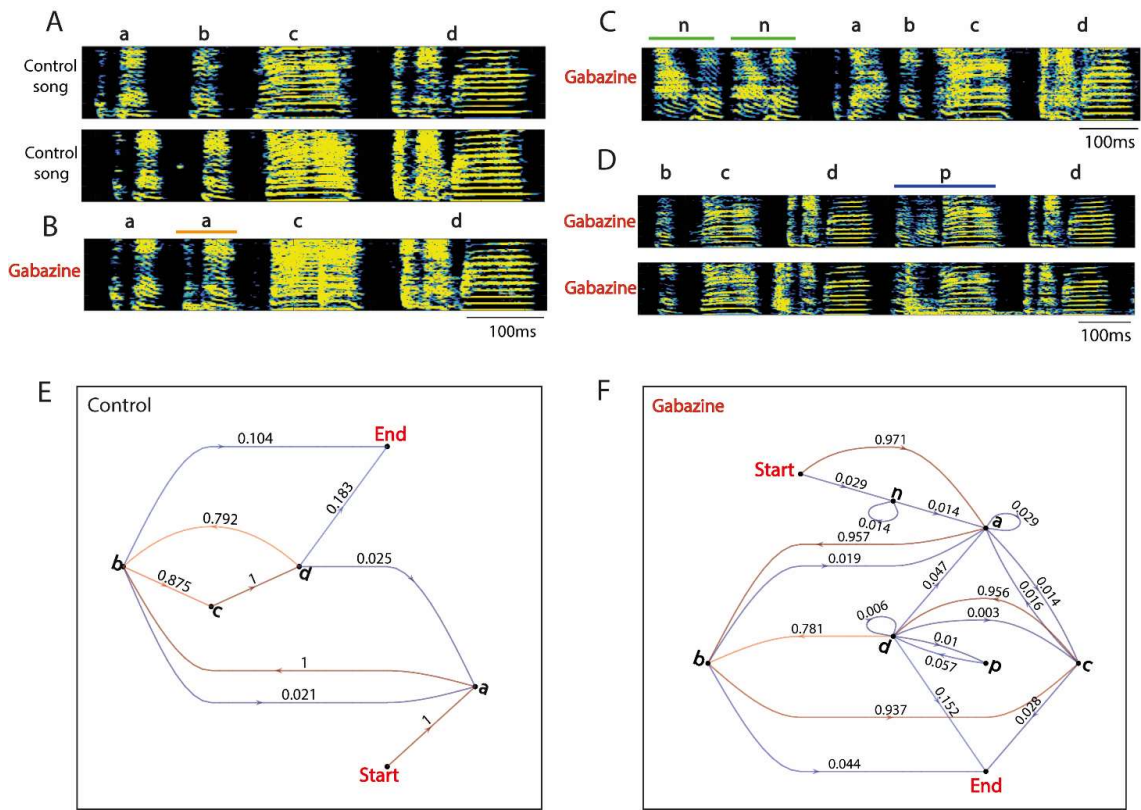 A
a b c d
Control
song
Control
song
B
a a c d
Gabazine
100ms
C
n n a b c d
Gabazine
100ms
D
b c d p d
Gabazine
Gabazine
100ms
E
Control
End
Start
a
b
c
d
0.104
0.183
0.792
0.025
0.875
1
1
0.021
1
F
Gabazine
Start
End
n
a
b
d
p
c
0.971
0.029
0.014
0.014
0.029
0.957
0.019
0.047
0.016
0.014
0.956
0.003
0.006
0.01
0.057
0.781
0.937
0.152
0.028
0.044